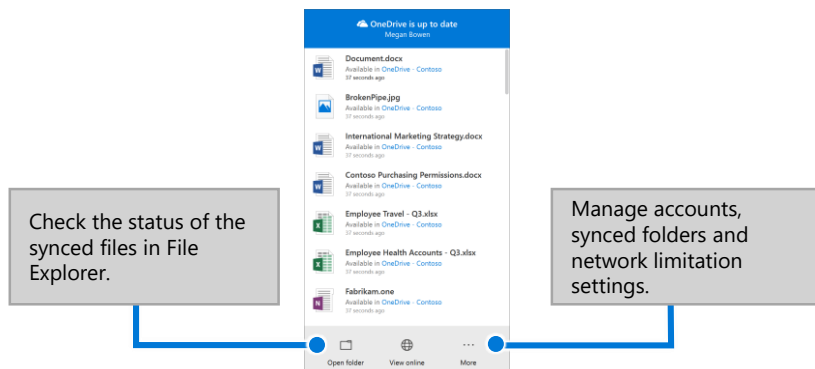 OneDrive is up to date
Megan Bowen
Document.docx
Available in OneDrive - Contoso
37 seconds ago
BrokenPipe.jpg
Available in OneDrive - Contoso
37 seconds ago
International Marketing Strategy.docx
Available in OneDrive - Contoso
37 seconds ago
Contoso Purchasing Permissions.docx
Available in OneDrive - Contoso
37 seconds ago
Employee Travel - Q3.xlsx
Available in OneDrive - Contoso
37 seconds ago
Employee Health Accounts - Q3.xlsx
Available in OneDrive - Contoso
37 seconds ago
Fabrikam.one
Available in OneDrive - Contoso
37 seconds ago
Open folder
View online
More
Check the status of the
synced files in File
Explorer.
Manage accounts,
synced folders and
network limitation
settings.